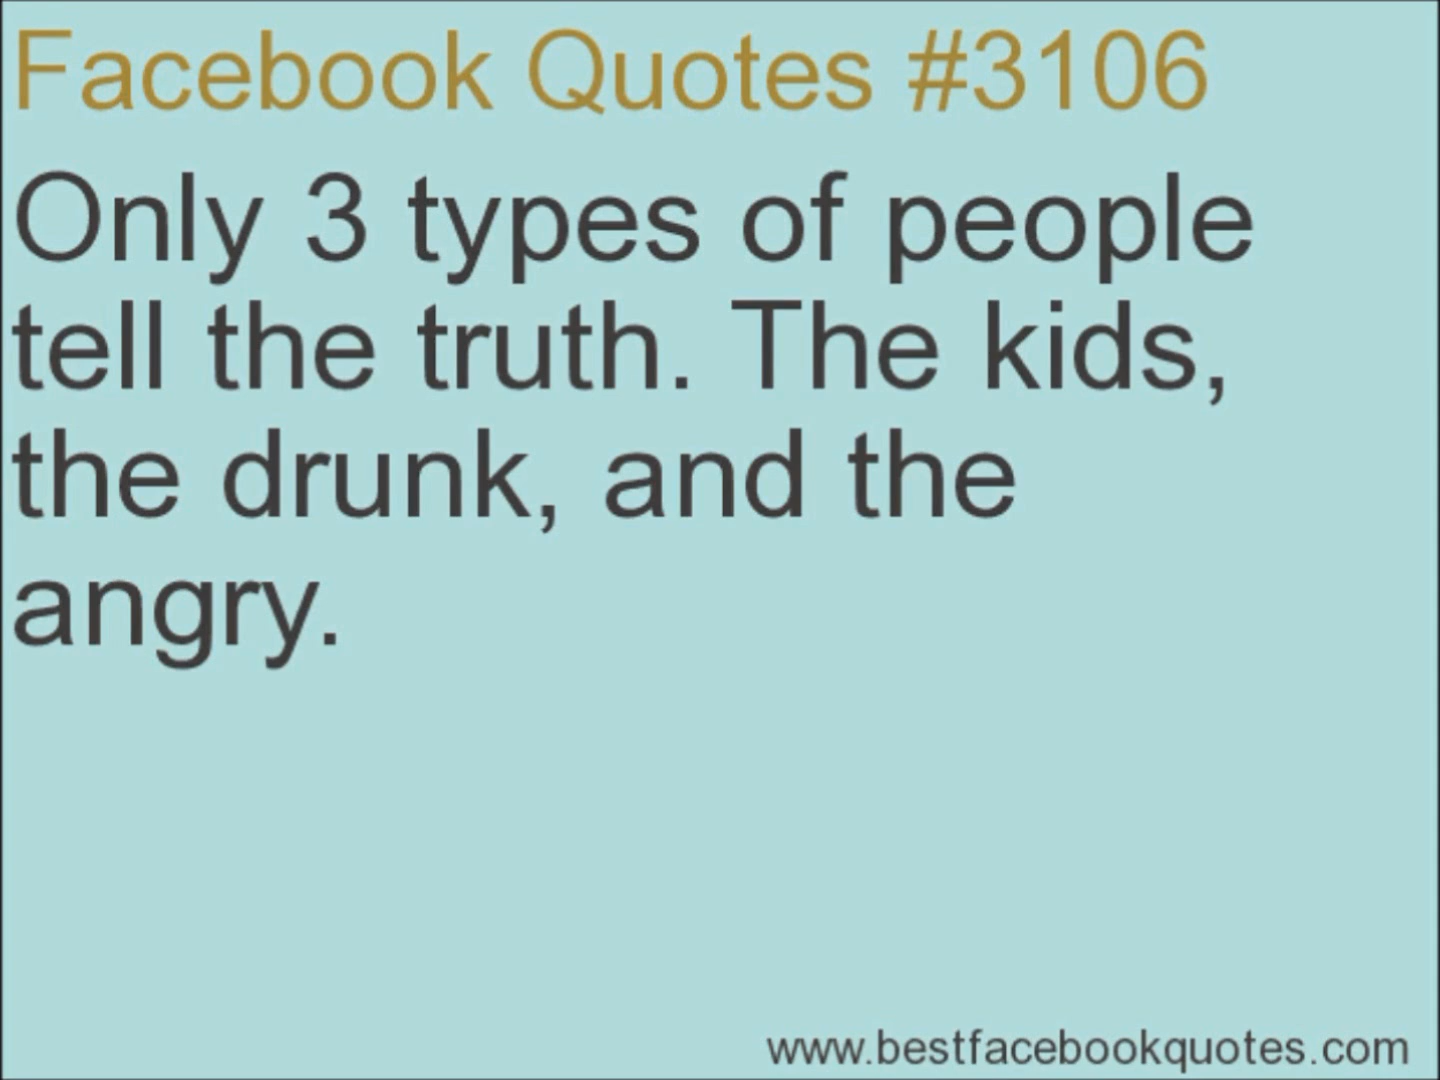 Facebook Quotes #3106
Only 3 types of people
tell the truth. The kids,
the drunk, and the
angry.
www.bestfacebookquotes.com